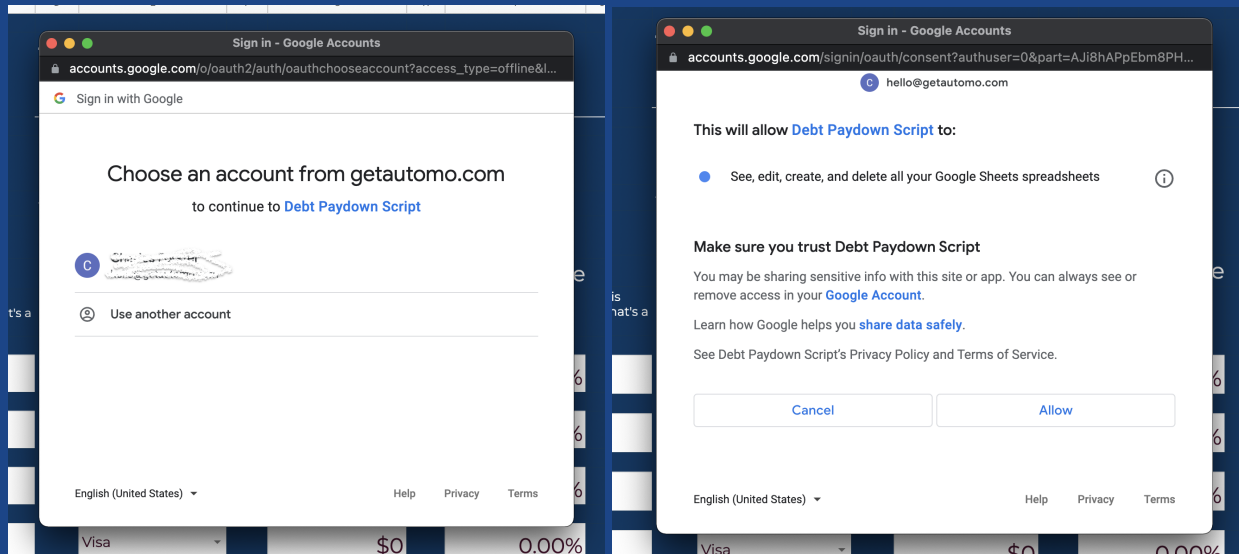 Sign in - Google Accounts
accounts.google.com/o/oauth2/auth/oauthchooseaccount?access_type=offline&l...
Sign in with Google
Choose an account from getautomo.com
to continue to Debt Paydown Script
C
Use another account
English (United States)
Help Privacy Terms
e
t's a
%
%
%
Visa $0 0.00%
Sign in - Google Accounts
accounts.google.com/signin/oauth/consent?authuser=0&part=AJi8hAPpEbm8PH...
C hello@getautomo.com
This will allow Debt Paydown Script to:
See, edit, create, and delete all your Google Sheets spreadsheets
Make sure you trust Debt Paydown Script
You may be sharing sensitive info with this site or app. You can always see or
remove access in your Google Account.
Learn how Google helps you share data safely.
See Debt Paydown Script's Privacy Policy and Terms of Service.
Cancel Allow
English (United States)
Help Privacy Terms
e
is
hat's a
%
%
%
Visa $0 0.00%